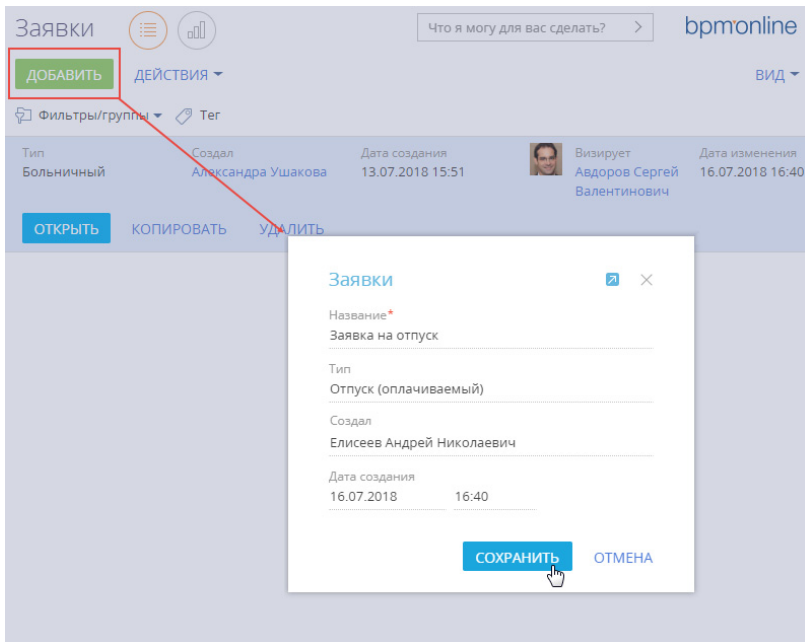 Заявки
Что я могу для вас сделать?
bpmonline
ДОБАВИТЬ
ДЕЙСТВИЯ
ВИД
Фильтры/группы
Тег
Тип
Создал
Дата создания
Визирует
Дата изменения
Больничный
Александра Ушакова
13.07.2018 15:51
Авдоров Сергей
16.07.2018 16:40
Валентинович
ОТКРЫТЬ
КОПИРОВАТЬ
УДАЛИТЬ
Заявки
Название*
Заявка на отпуск
Тип
Отпуск (оплачиваемый)
Создал
Елисеев Андрей Николаевич
Дата создания
16.07.2018 16:40
СОХРАНИТЬ
ОТМЕНА